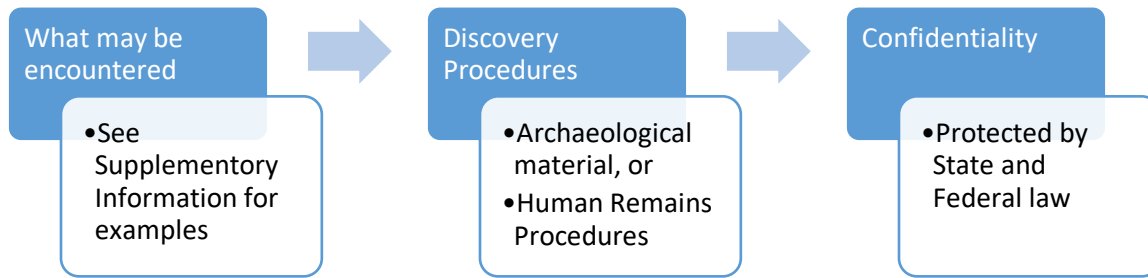 What may be
encountered
•See
Supplementary
Information for
examples
Discovery
Procedures
•Archaeological
material, or
•Human Remains
Procedures
Confidentiality
•Protected by
State and
Federal law